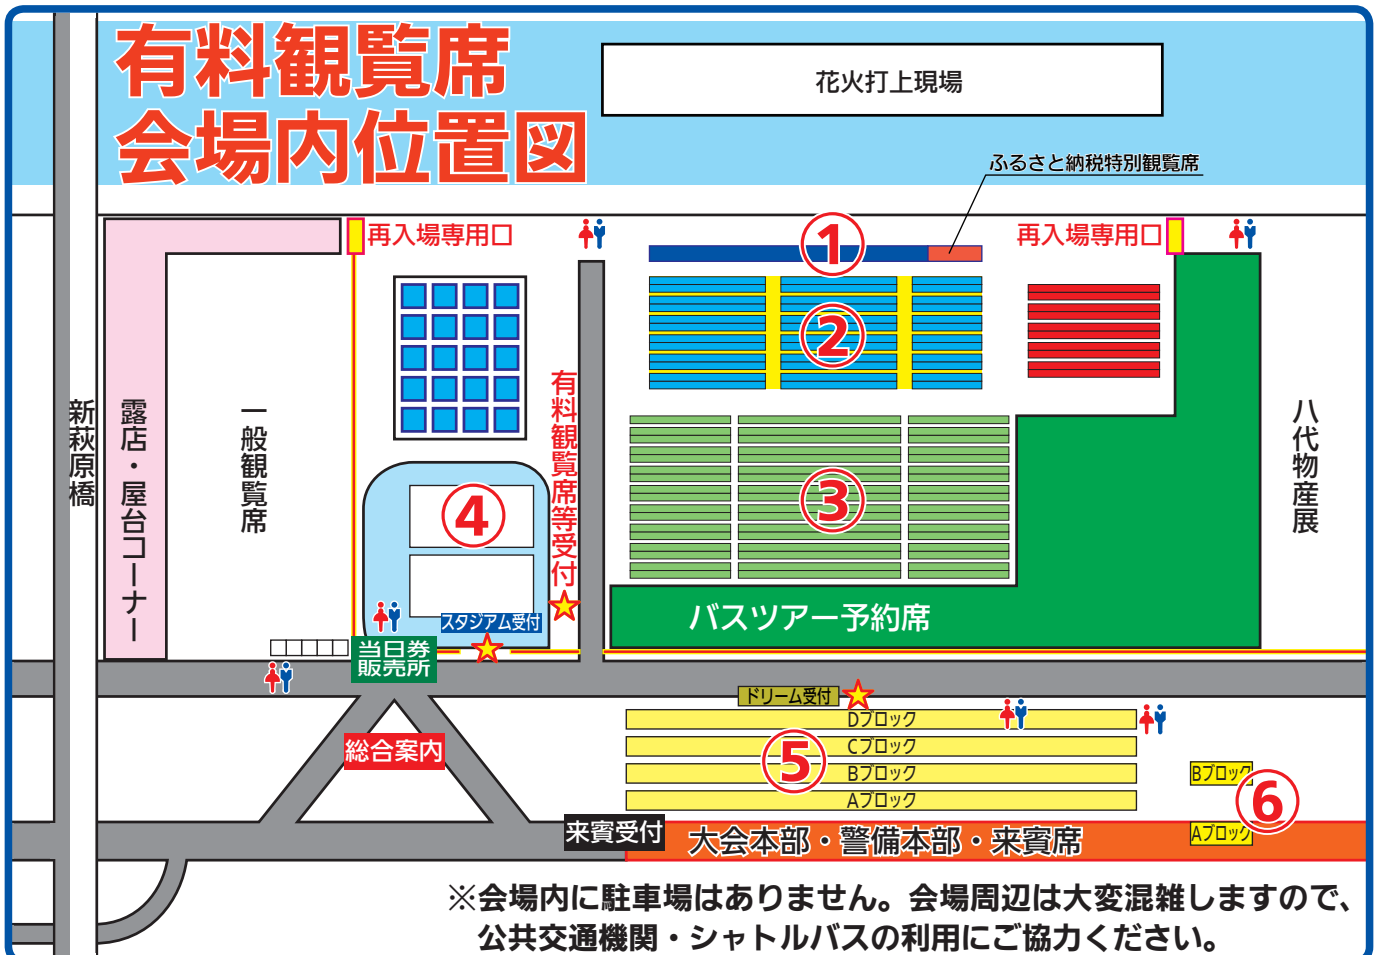 有料観覧席
会場内位置図
花火打上現場
ふるさと納税特別観覧席
再入場専用口
再入場専用口
①
②
③
④
⑤
⑥
新萩原橋
露店・屋台コーナー
一般観覧席
有料観覧席等受付
八代物産展
スタジアム受付
バスツアー予約席
当日券
販売所
ドリーム受付
総合案内
Dブロック
Cブロック
Bブロック
Aブロック
Bブロック
Aブロック
来賓受付
大会本部・警備本部・来賓席
※会場内に駐車場はありません。会場周辺は大変混雑しますので、
公共交通機関・シャトルバスの利用にご協力ください。